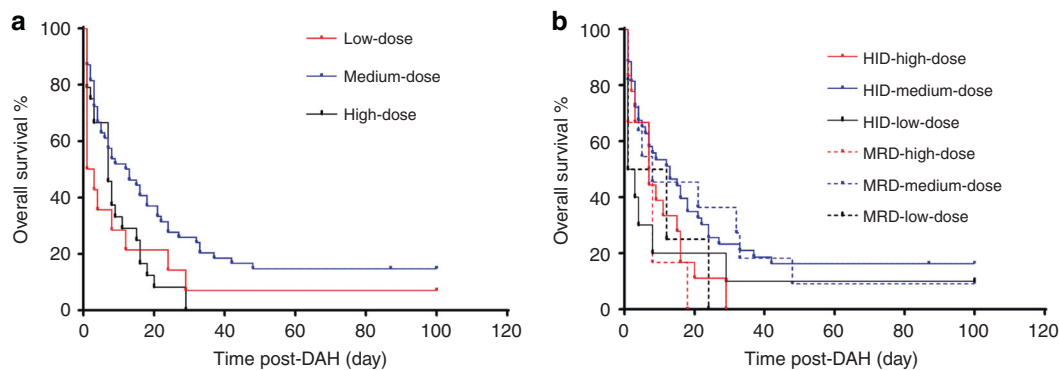 a
100
80
60
40
20
0
Overall survival %
0 20 40 60 80 100 120
Time post-DAH (day)
Low-dose
Medium-dose
High-dose
b
100
80
60
40
20
0
Overall survival %
0 20 40 60 80 100 120
Time post-DAH (day)
HID-high-dose
HID-medium-dose
HID-low-dose
MRD-high-dose
MRD-medium-dose
MRD-low-dose